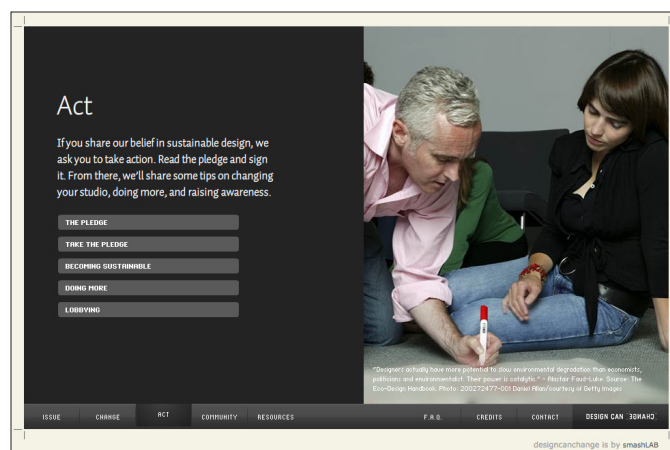 Act
If you share our belief in sustainable design, we
ask you to take action. Read the pledge and sign
it. From there, we'll share some tips on changing
your studio, doing more, and raising awareness.
THE PLEDGE
TAKE THE PLEDGE
BECOMING SUSTAINABLE
DOING MORE
LOBBYING
"Designers actually have more potential to slow environmental degradation than economists,
politicians and environmentalist. Their power is catalytic." - Alastair Fuad-Luke. Source: The
Eco-Design Handbook. Photo: 200272477-001 Daniel Allan/courtesy of Getty Images
ISSUE CHANGE ACT COMMUNITY RESOURCES F.A.Q. CREDITS CONTACT DESIGN CAN CHANGE
designcanchange is by smashLAB